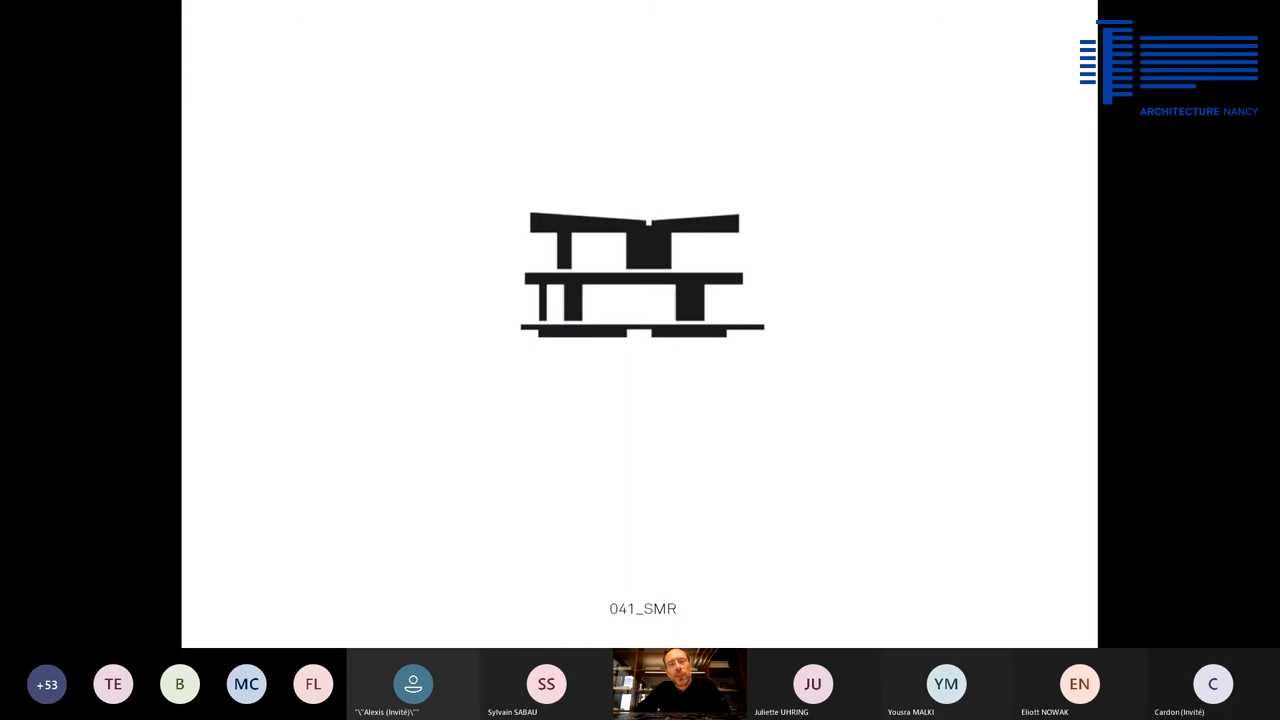 ARCHITECTURE NANCY
041_SMR
+53
TE
B
MC
FL
"\"Alexis (Invité)\""
SS
Sylvain SABAU
JU
Juliette UHRING
YM
Yousra MALKI
EN
Eliott NOWAK
C
Cardon (Invité)